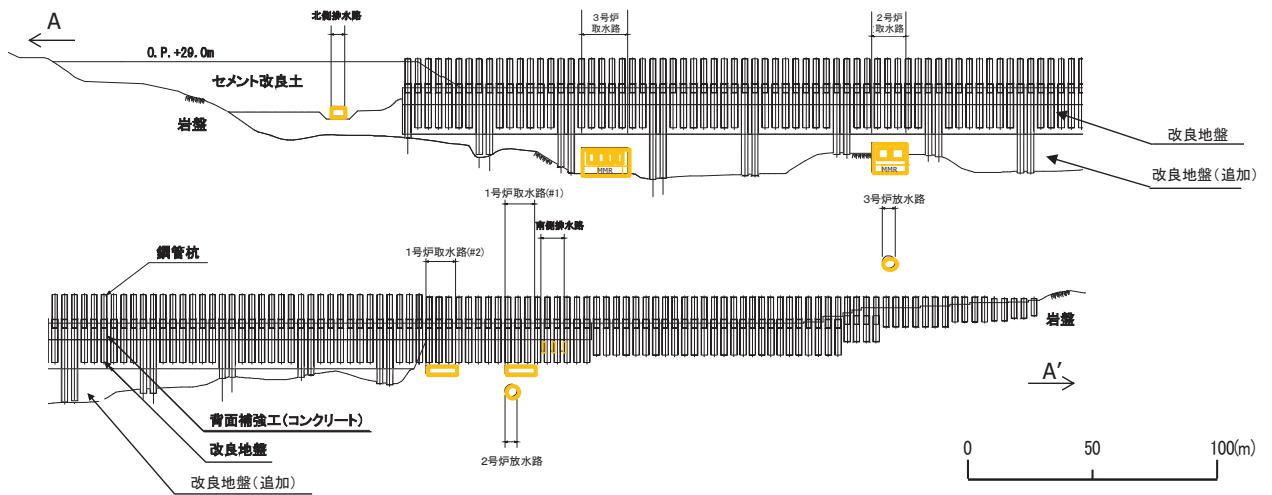 A
北側排水路
3号炉
取水路
2号炉
取水路
O.P.+29.0m
セメント改良土
岩盤
改良地盤
MMR
MMR
改良地盤(追加)
3号炉放水路
1号炉取水路(#1)
南側排水路
1号炉取水路(#2)
鋼管杭
岩盤
A’
背面補強工(コンクリート)
改良地盤
2号炉放水路
改良地盤(追加)
0 50 100(m)